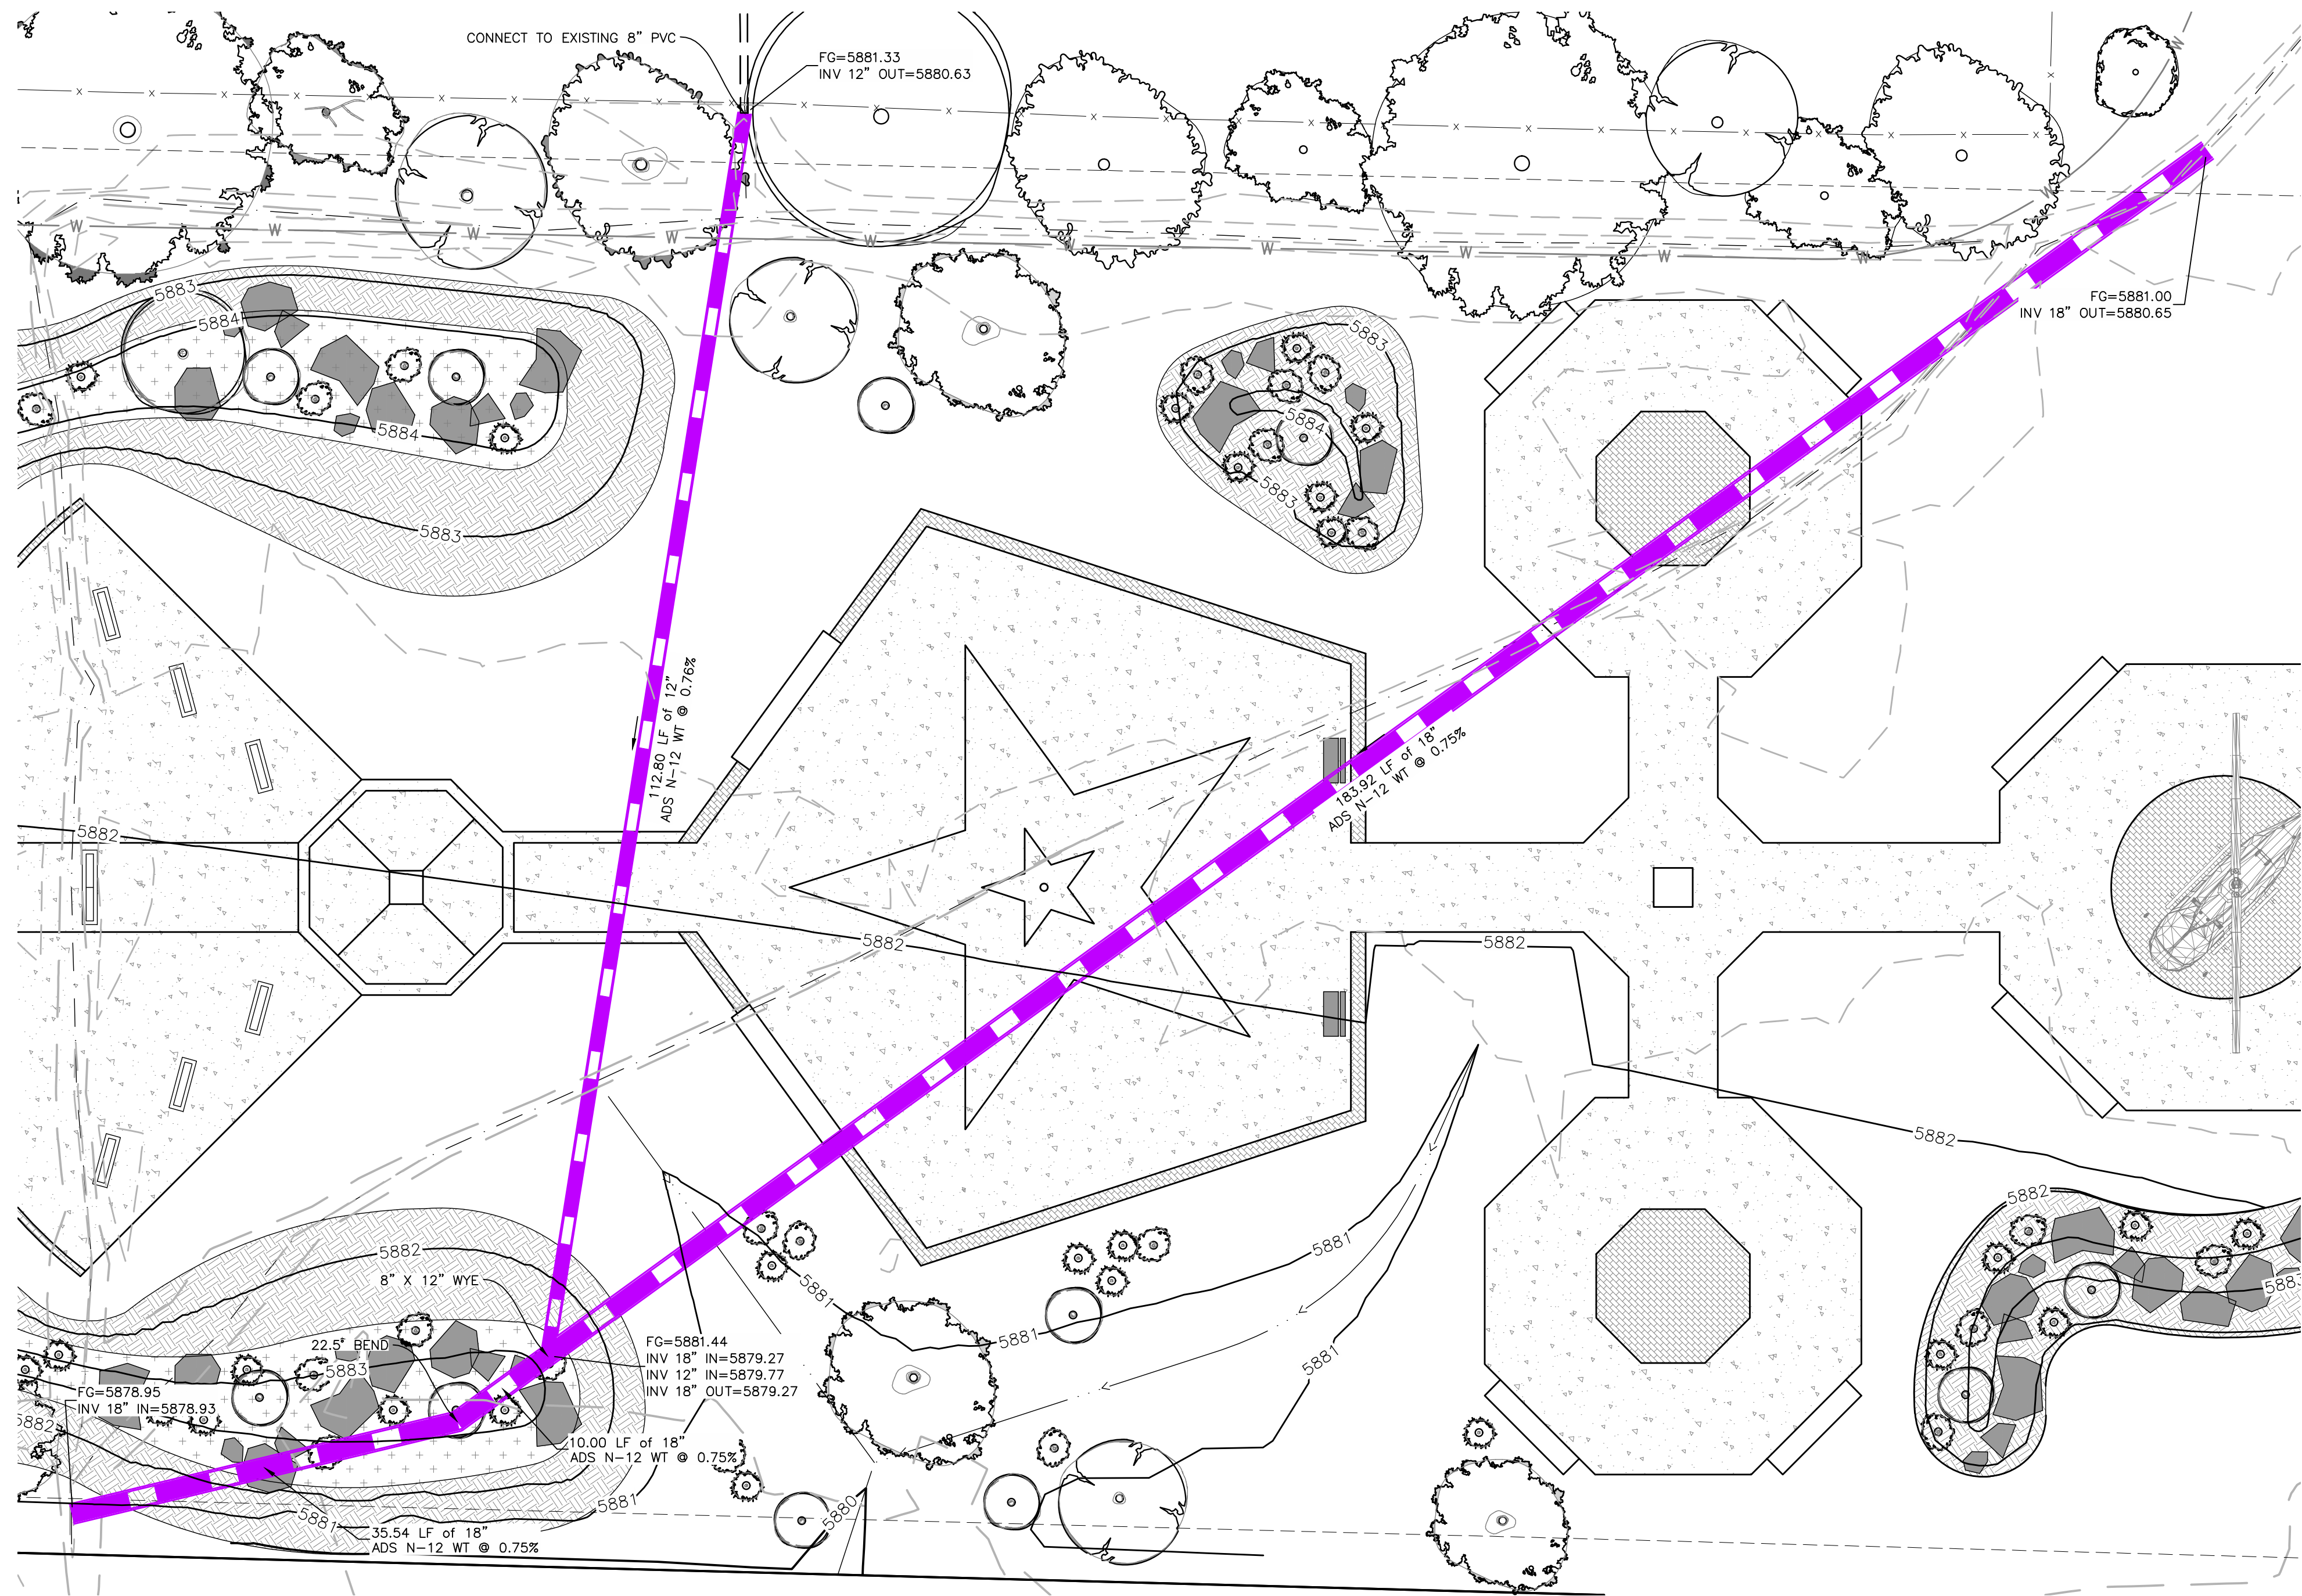 CONNECT TO EXISTING 8" PVC
FG=5881.33
INV 12" OUT=5880.63
X X X X X X X X X X X X X X X X X X X X X X X X X X X X
W
W
W W W W W W W W W W
5883
5884
5884
5883
5883
5884
5883
FG=5881.00
INV 18" OUT=5880.65
112.80 LF of 12"
ADS N-12 WT @ 0.76%
183.92 LF of 18"
ADS N-12 WT @ 0.75%
5882
5882
5882
5882
5882
5883
5881
5881
5881
5881
5882
8" X 12" WYE
22.5° BEND
5883
FG=5881.44
INV 18" IN=5879.27
INV 12" IN=5879.77
INV 18" OUT=5879.27
FG=5878.95
INV 18" IN=5878.93
5882
10.00 LF of 18"
ADS N-12 WT @ 0.75%
5881
5881
5880
35.54 LF of 18"
ADS N-12 WT @ 0.75%